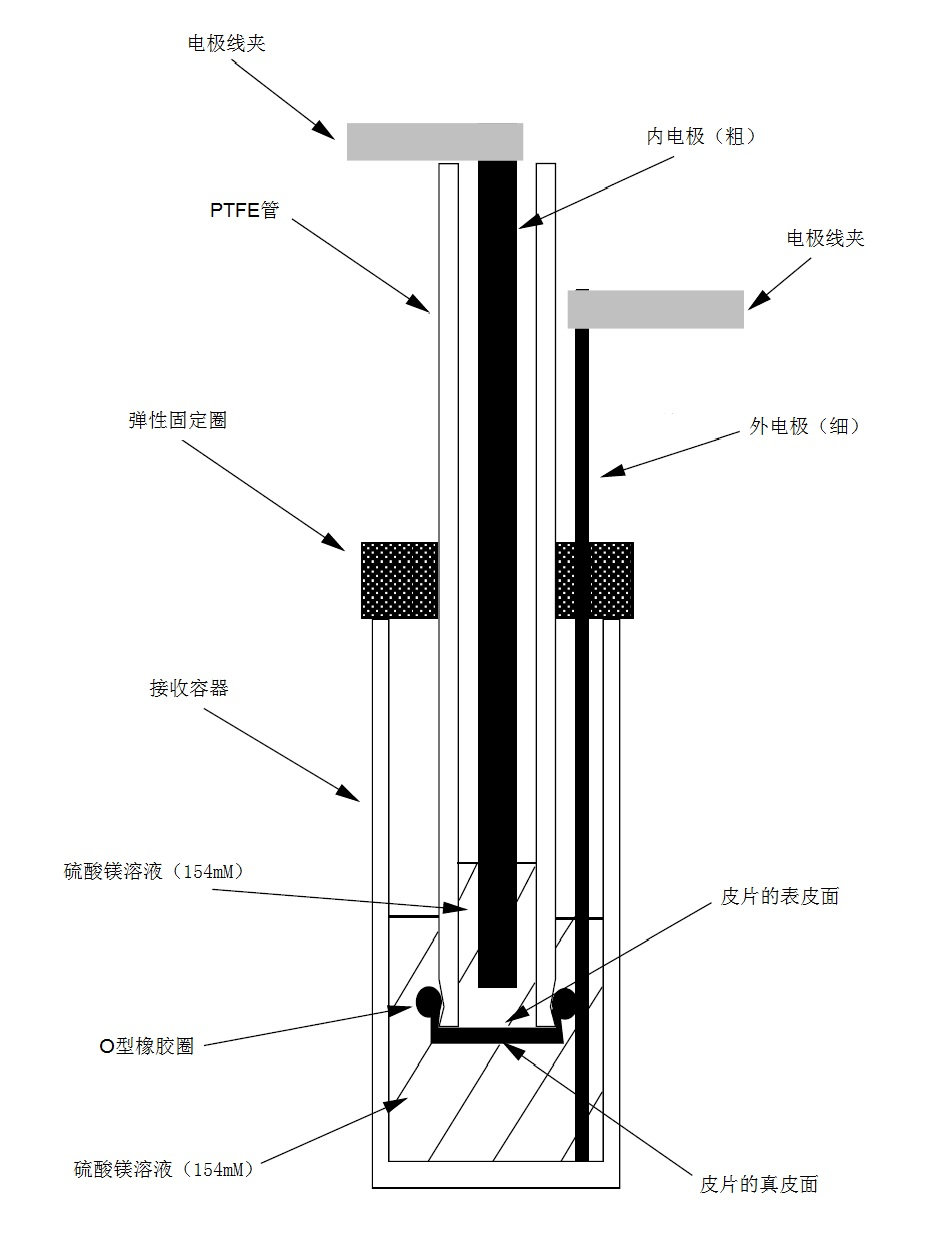 电极线夹
内电极（粗）
PTFE管
电极线夹
弹性固定圈
外电极（细）
接收容器
硫酸镁溶液（154mM）
皮片的表皮面
O型橡胶圈
硫酸镁溶液（154mM）
皮片的真皮面